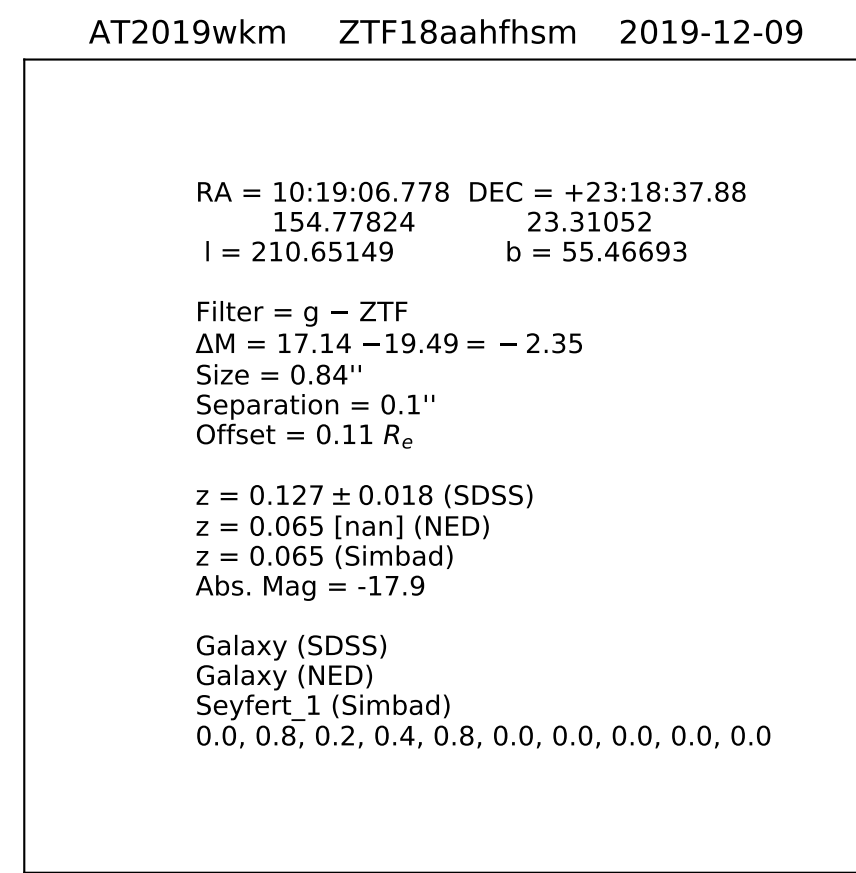 AT2019wkm ZTF18aahfhsm 2019-12-09
RA = 10:19:06.778 DEC = +23:18:37.88
154.77824 23.31052
l = 210.65149 b = 55.46693
Filter = g − ZTF
ΔM = 17.14 −19.49 = − 2.35
Size = 0.84''
Separation = 0.1''
Offset = 0.11 Re
z = 0.127 ± 0.018 (SDSS)
z = 0.065 [nan] (NED)
z = 0.065 (Simbad)
Abs. Mag = -17.9
Galaxy (SDSS)
Galaxy (NED)
Seyfert_1 (Simbad)
0.0, 0.8, 0.2, 0.4, 0.8, 0.0, 0.0, 0.0, 0.0, 0.0